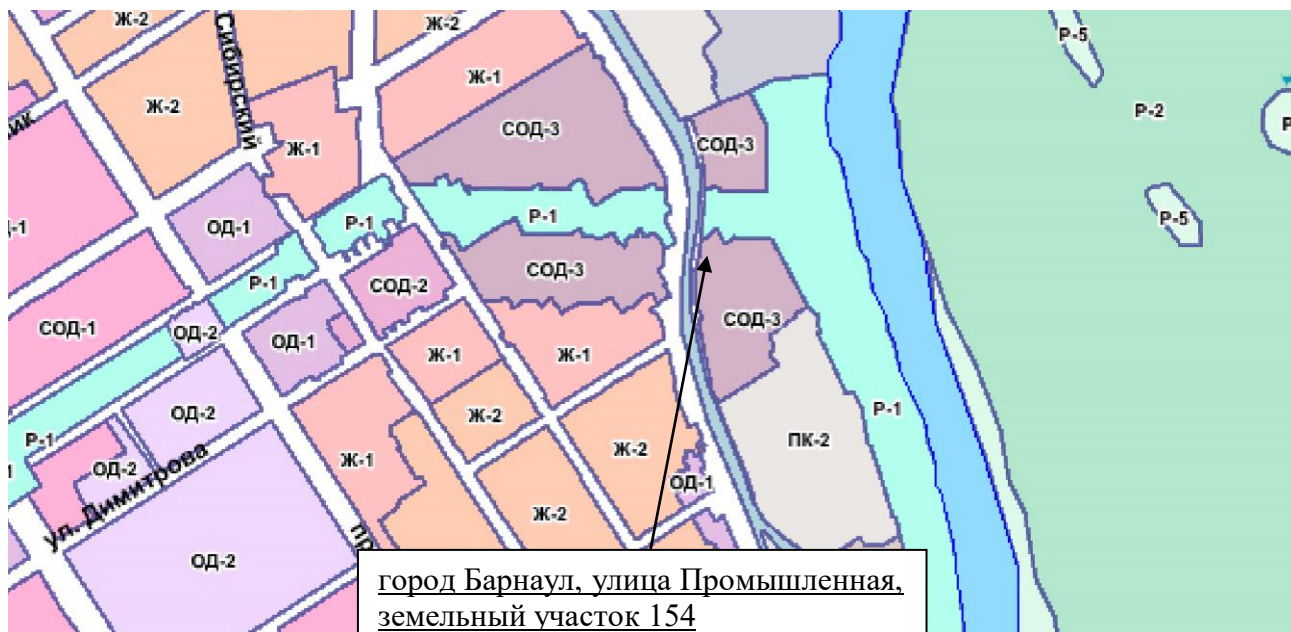 Ж-2
Ж-2
Р-5
Сибирский
Ж-1
Ж-2
Р-2
СОД-3
СОД-3
Ж-1
ОД-1
Р-1
Р-1
Р-5
Р-1
СОД-3
СОД-2
СОД-1
ОД-2
ОД-1
СОД-3
Ж-1
Ж-1
ОД-2
Ж-2
Р-1
Р-1
ПК-2
Ж-2
Ж-1
ОД-2
ОД-1
ул. Димитрова
Ж-2
ОД-2
город Барнаул, улица Промышленная,
земельный участок 154